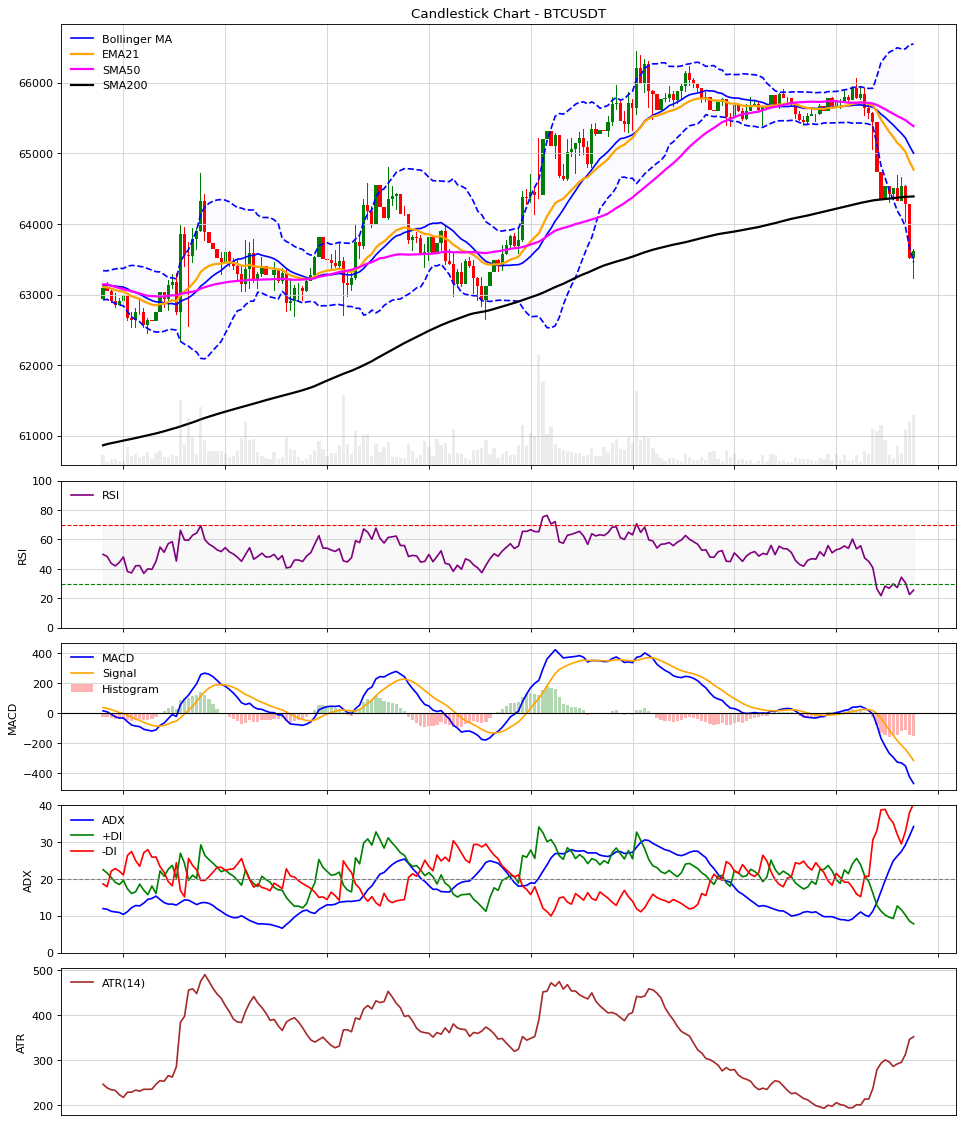 Candlestick Chart - BTCUSDT
Bollinger MA
EMA21
SMA50
SMA200
66000
65000
64000
63000
62000
61000
100
80
60
40
20
0
RSI
RSI
400
200
0
−200
−400
MACD
MACD
Signal
Histogram
40
30
20
10
0
ADX
ADX
+DI
-DI
500
400
300
200
ATR
ATR(14)